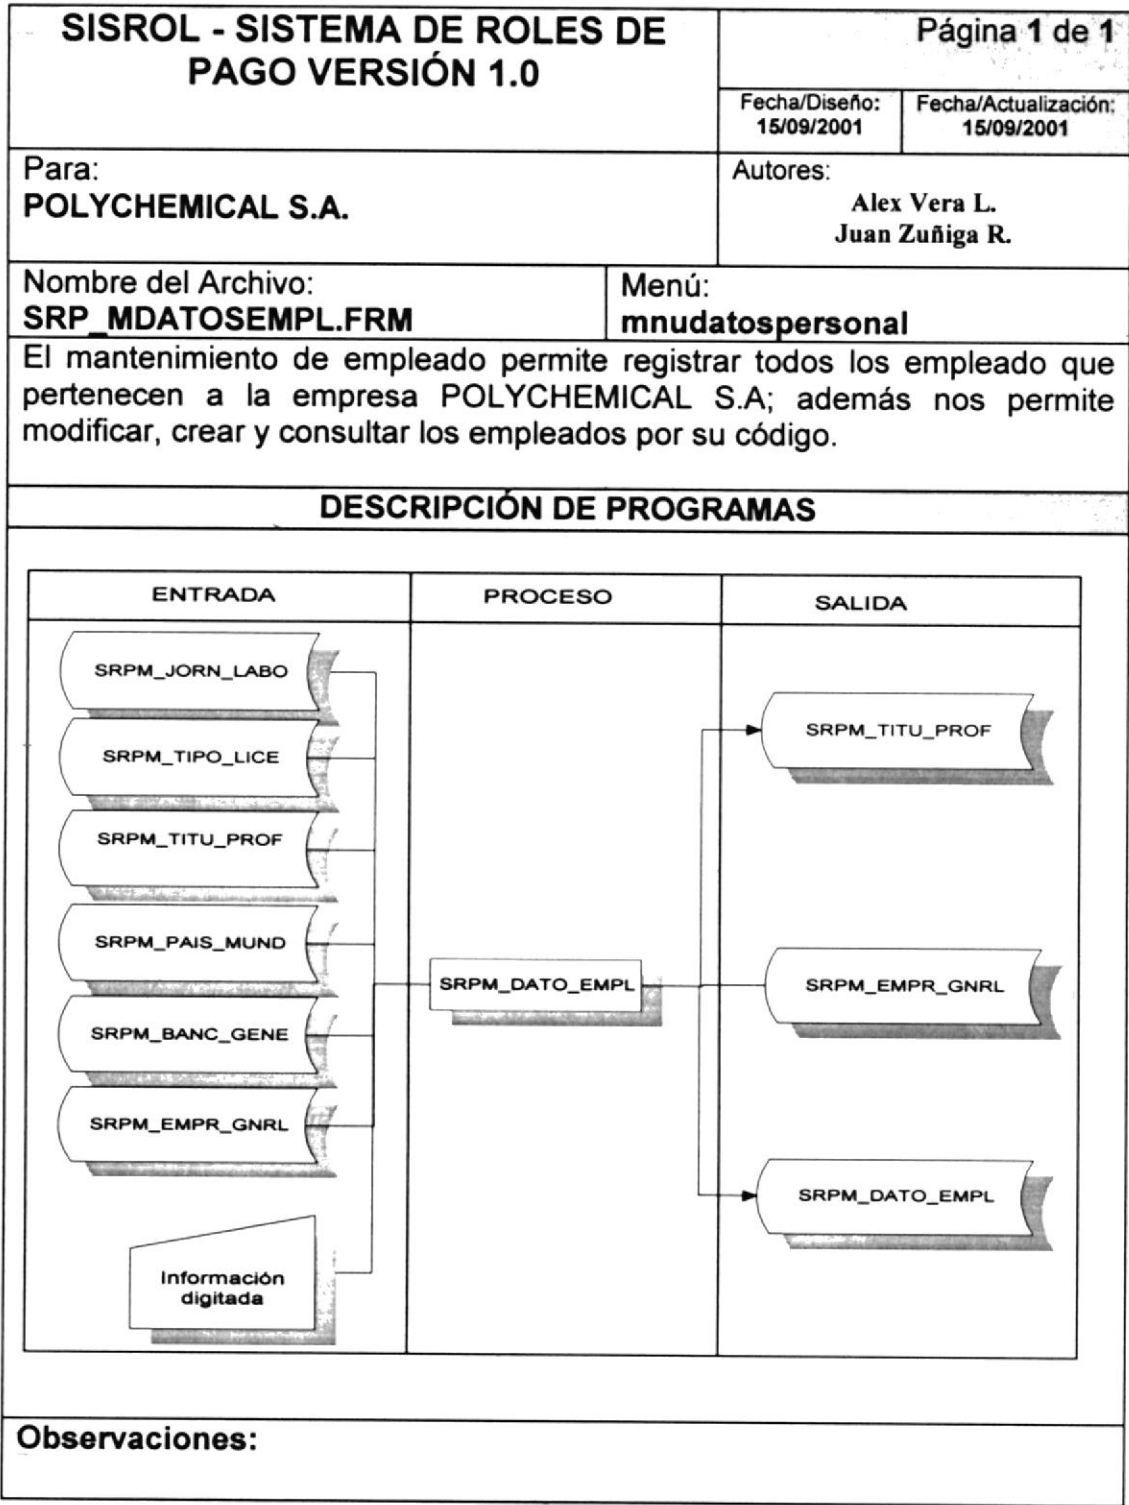 SISROL - SISTEMA DE ROLES DE
PAGO VERSIÓN 1.0
Página 1 de 1
Fecha/Diseño:
15/09/2001
Fecha/Actualización:
15/09/2001
Para:
POLYCHEMICAL S.A.
Autores:
Alex Vera L.
Juan Zuñiga R.
Nombre del Archivo:
SRP_MDATOSEMPL.FRM
Menú:
mnudatospersonal
El mantenimiento de empleado permite registrar todos los empleado que
pertenecen a la empresa POLYCHEMICAL S.A; además nos permite
modificar, crear y consultar los empleados por su código.
DESCRIPCIÓN DE PROGRAMAS
ENTRADA
PROCESO
SALIDA
SRPM_JORN_LABO
SRPM_TIPO_LICE
SRPM_TITU_PROF
SRPM_PAIS_MUND
SRPM_BANC_GENE
SRPM_EMPR_GNRL
Información
digitada
SRPM_DATO_EMPL
SRPM_TITU_PROF
SRPM_EMPR_GNRL
SRPM_DATO_EMPL
Observaciones: